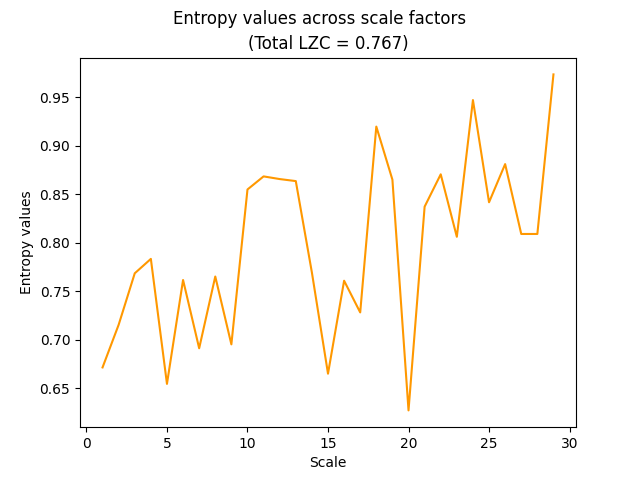 Entropy values across scale factors
(Total LZC = 0.767)
0.95
0.90
0.85
0.80
0.75
0.70
0.65
Entropy values
0 5 10 15 20 25 30
Scale